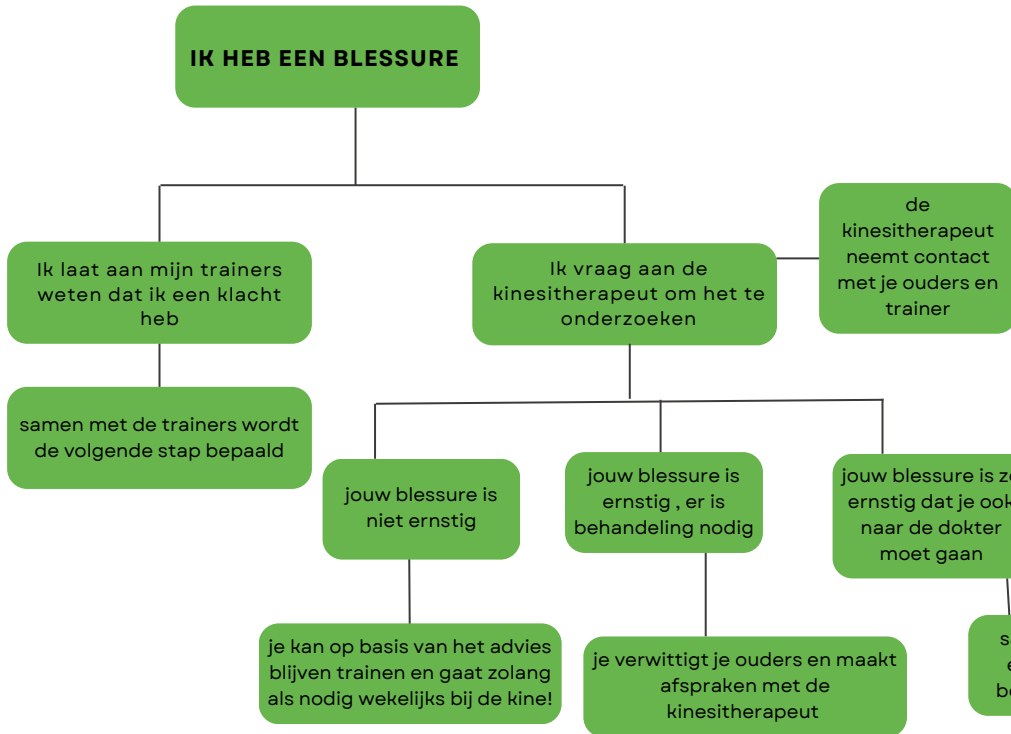 IK HEB EEN BLESSURE
Ik laat aan mijn trainers
weten dat ik een klacht
heb
samen met de trainers wordt
de volgende stap bepaald
Ik vraag aan de
kinesitherapeut om het te
onderzoeken
de
kinesitherapeut
neemt contact
met je ouders en
trainer
jouw blessure is
niet ernstig
je kan op basis van het advies
blijven trainen en gaat zolang
als nodig wekelijks bij de kine!
jouw blessure is
ernstig , er is
behandeling nodig
je verwittigt je ouders en maakt
afspraken met de
kinesitherapeut
jouw blessure is
ernstig dat je ook
naar de dokter
moet gaan